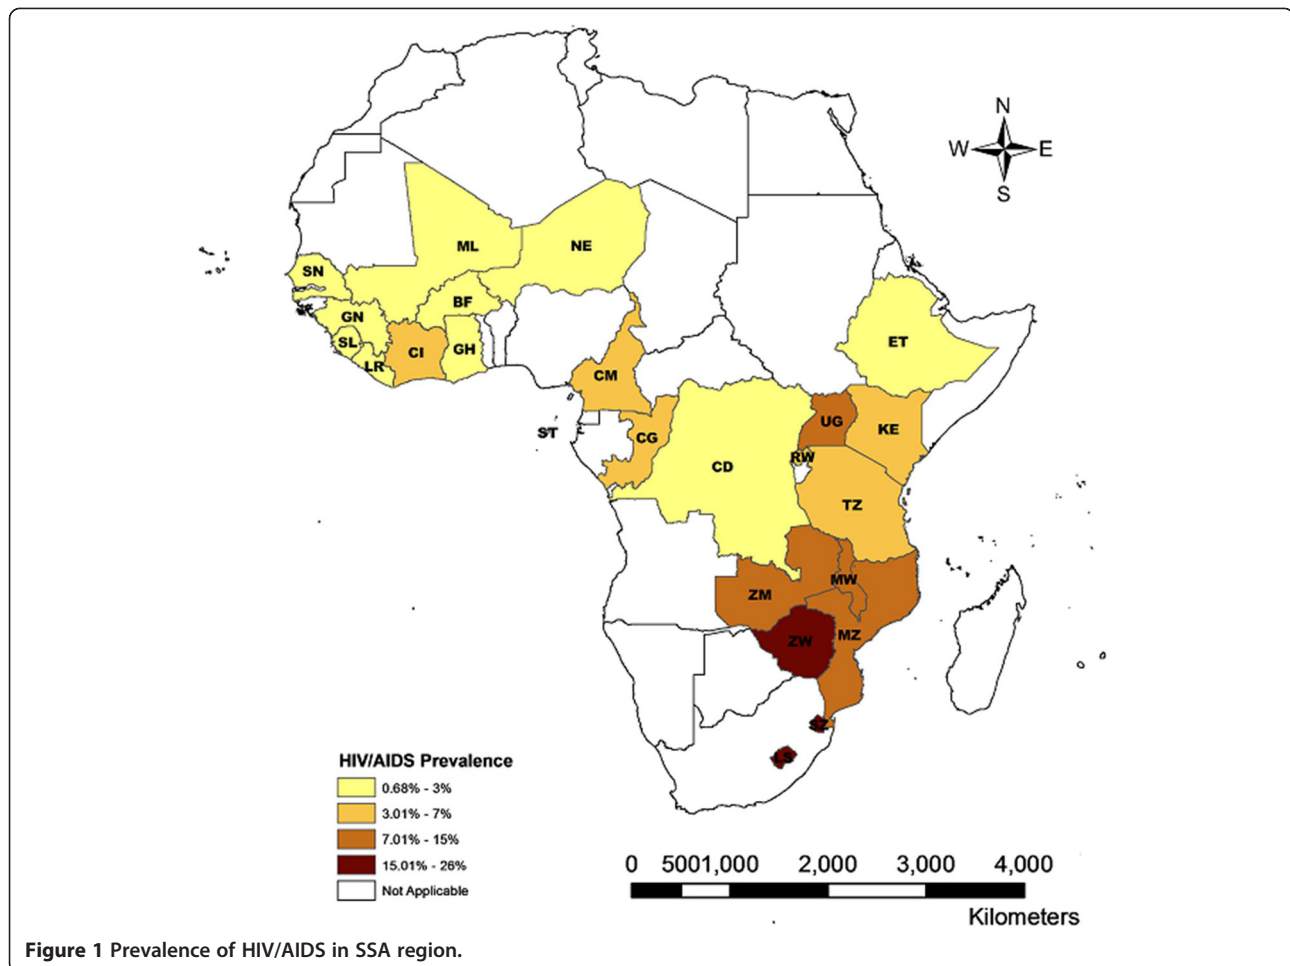 N
W E
S
ML
NE
SN
BF
GN
ET
SL
CI
GH
LR
CM
UG
KE
ST
CG
RW
CD
TZ
MW
ZM
MZ
ZW
SZ
LS
HIV/AIDS Prevalence
0.68% - 3%
3.01% - 7%
7.01% - 15%
15.01% - 26%
Not Applicable
0 5001,000 2,000 3,000 4,000
Kilometers
Figure 1 Prevalence of HIV/AIDS in SSA region.